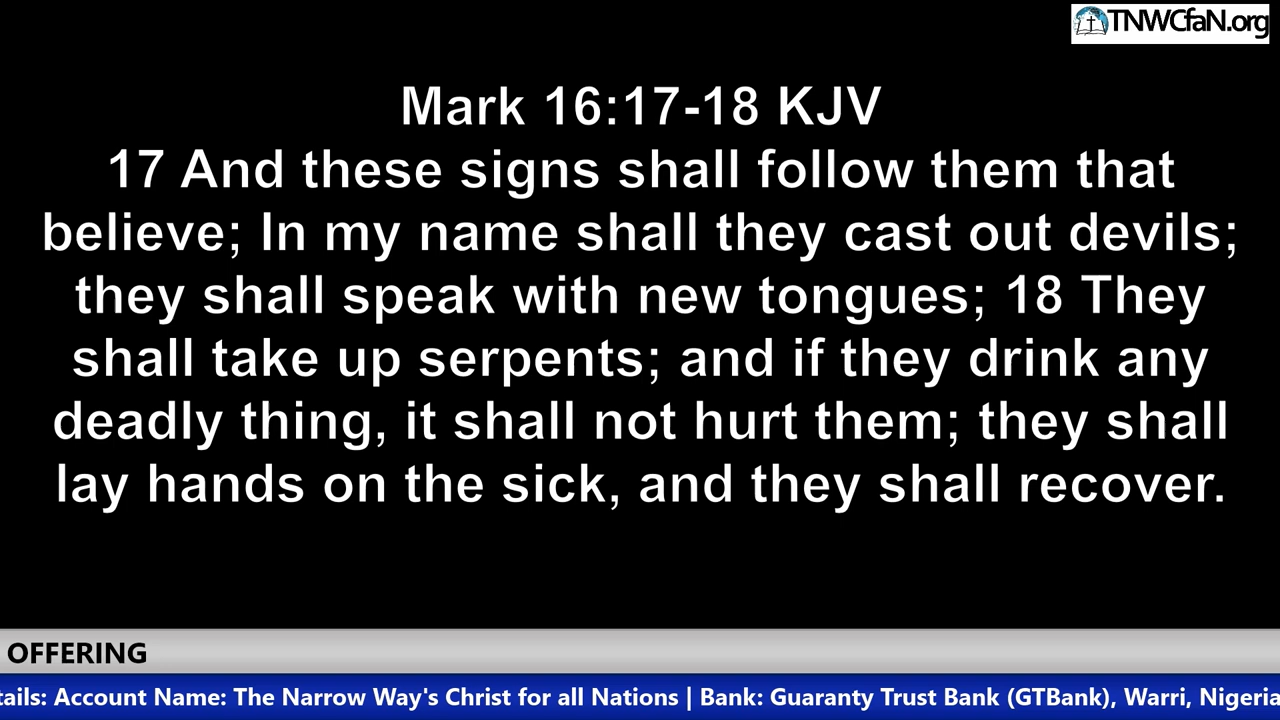 TNWCfaN.org
Mark 16:17-18 KJV
17 And these signs shall follow them that
believe; In my name shall they cast out devils;
they shall speak with new tongues; 18 They
shall take up serpents; and if they drink any
deadly thing, it shall not hurt them; they shall
lay hands on the sick, and they shall recover.
OFFERING
tails: Account Name: The Narrow Way's Christ for all Nations | Bank: Guaranty Trust Bank (GTBank), Warri, Nigeria